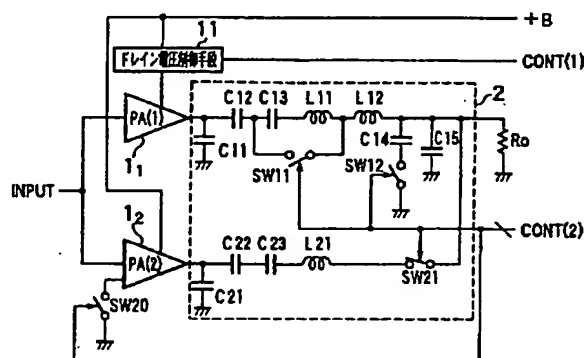 +B
11
ドレイン電圧制御手段
CONT(1)
2
C12 C13 L11 L12
PA(1)
C14
C15
Ro
1₁
C11
SW11
SW12
INPUT
CONT(2)
1₂
C22 C23 L21
PA(2)
SW21
C21
SW20